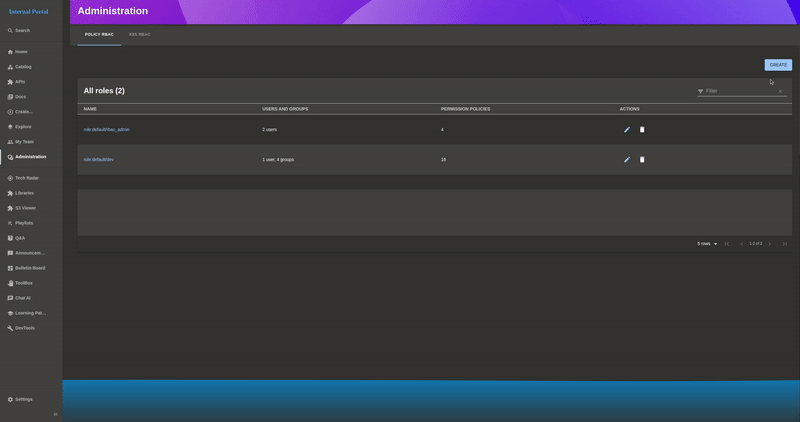 Internal Portal
Administration
Search
POLICY RBAC
K8S RBAC
Home
Catalog
CREATE
APIs
All roles (2)
Filter
Docs
NAME
USERS AND GROUPS
PERMISSION POLICIES
ACTIONS
Create...
Explore
role:default/rbac_admin
2 users
4
My Team
Administration
role:default/dev
1 user, 4 groups
16
Tech Radar
Libraries
S3 Viewer
Playlists
Q&A
5 rows
1-2 of 2
Announcem...
Bulletin Board
ToolBox
Chat AI
Learning Pat...
DevTools
Settings